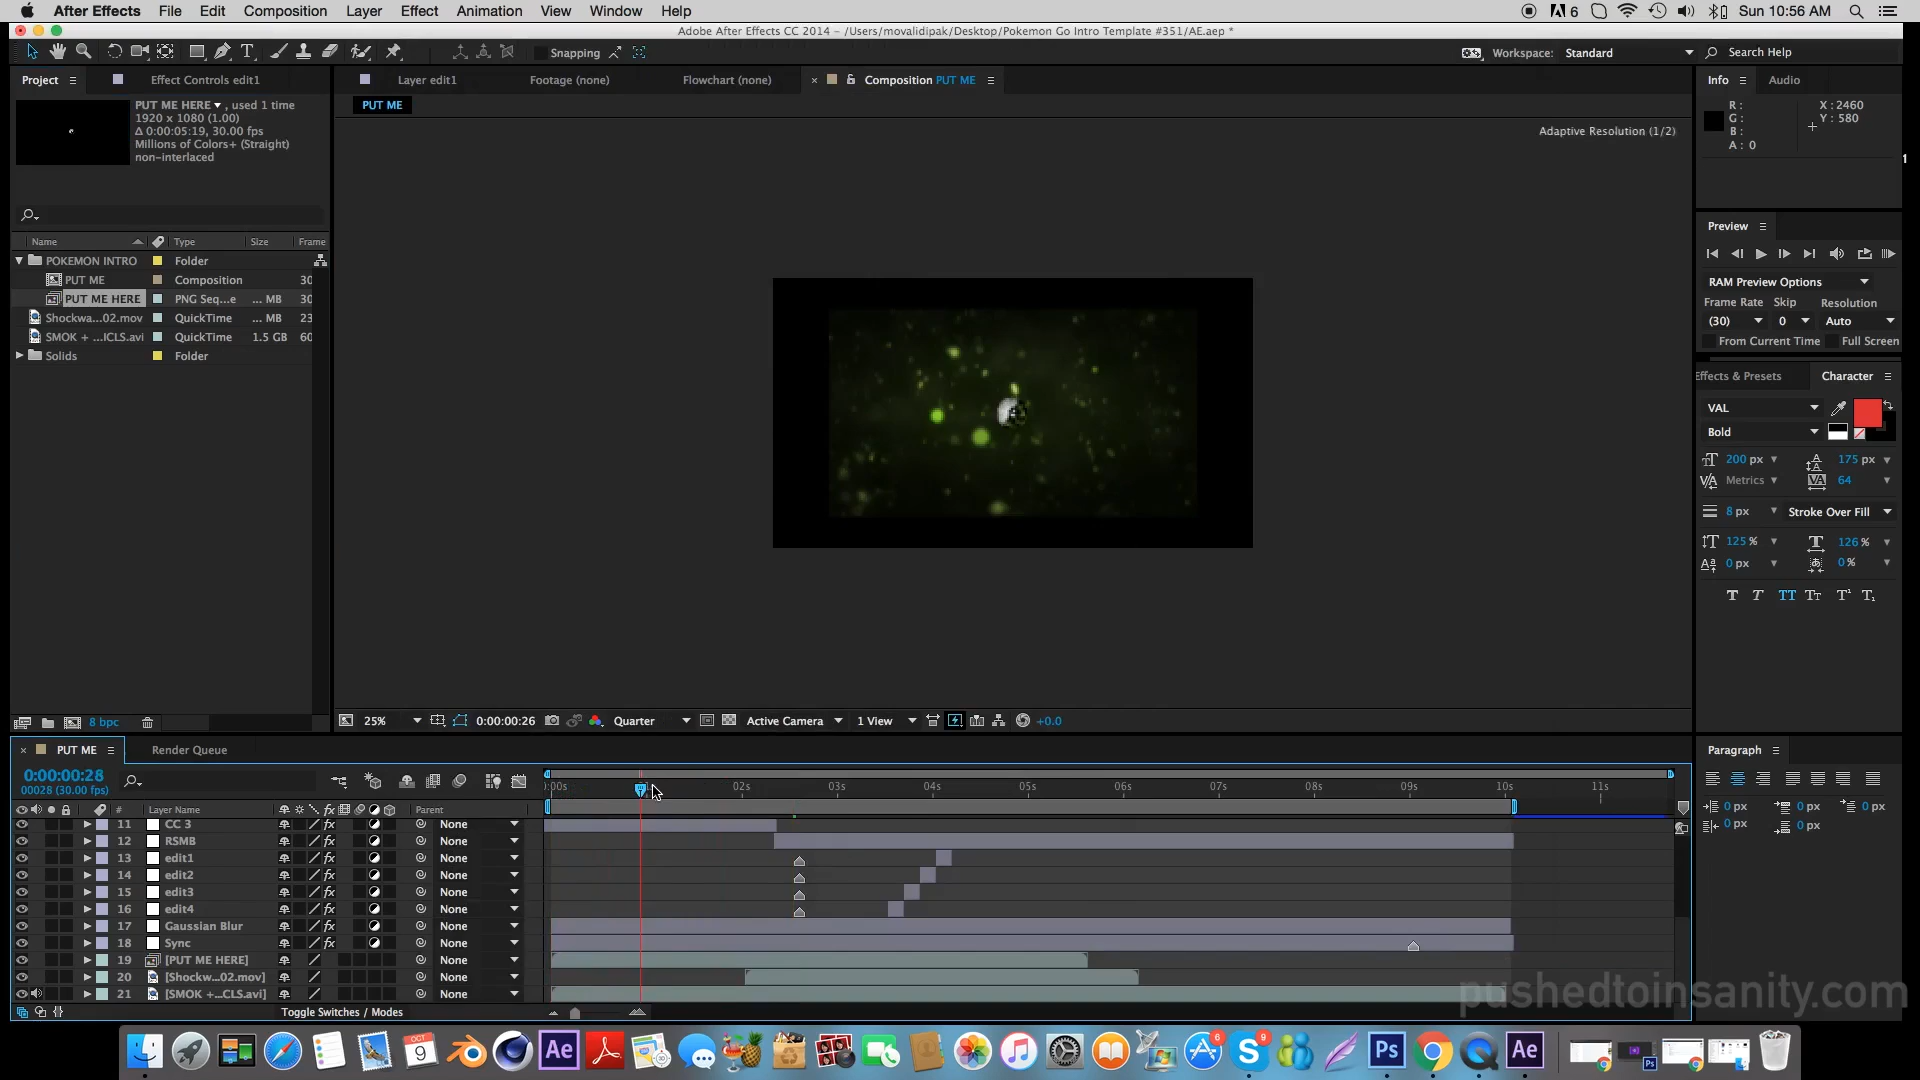 After Effects File Edit Composition Layer Effect Animation View Window Help 6 Sun 10:56 AM
Adobe After Effects CC 2014 - /Users/movalidipak/Desktop/Pokemon Go Intro Template #351/AE.aep *
Snapping Workspace: Standard Search Help
Project Effect Controls edit1 Layer edit1 Footage (none) Flowchart (none) Composition PUT ME Info Audio
PUT ME HERE , used 1 time
1920 x 1080 (1.00)
Δ 0:00:05:19, 30.00 fps
Millions of Colors+ (Straight)
non-interlaced
PUT ME
Adaptive Resolution (1/2)
R :
G :
B :
A : 0
X : 2460
Y : 580
Name Type Size Frame
POKEMON INTRO Folder
PUT ME Composition 30
PUT ME HERE PNG Seq...e ... MB 30
Shockwa...02.mov QuickTime ... MB 23
SMOK + ...ICLS.avi QuickTime 1.5 GB 60
Solids Folder
Preview
RAM Preview Options
Frame Rate Skip Resolution
(30) 0 Auto
From Current Time Full Screen
Effects & Presets Character
VAL
Bold
200 px 175 px
Metrics 64
8 px Stroke Over Fill
125 % 126 %
0 px 0 %
T T TT Tr T¹ T₁
8 bpc 25% 0:00:00:26 Quarter Active Camera 1 View +0.0
PUT ME Render Queue
0:00:00:28
00028 (30.00 fps)
):00s 02s 03s 04s 05s 06s 07s 08s 09s 10s 11s
# Layer Name Parent
11 CC 3 None
12 RSMB None
13 edit1 None
14 edit2 None
15 edit3 None
16 edit4 None
17 Gaussian Blur None
18 Sync None
19 [PUT ME HERE] None
20 [Shockw...02.mov] None
21 [SMOK +...CLS.avi] None
Toggle Switches / Modes
Paragraph
0 px 0 px 0 px
0 px 0 px
pushedtoinsanity.com
OCT
9
Ae
6
9
Ps
Ae